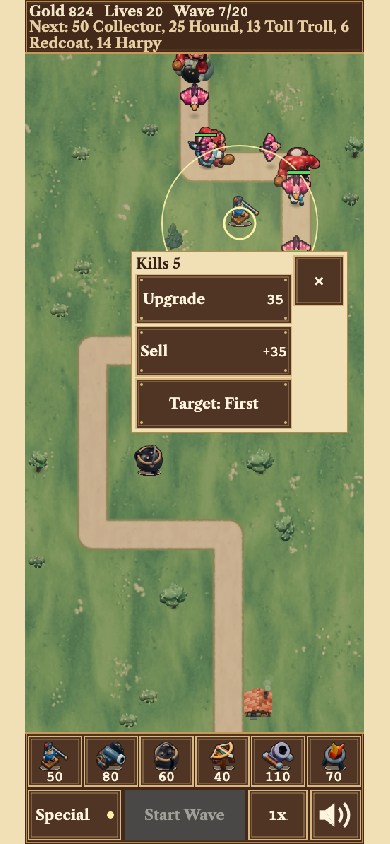 Gold 824 Lives 20 Wave 7/20
Next: 50 Collector, 25 Hound, 13 Toll Troll, 6
Redcoat, 14 Harpy
Kills 5
×
Upgrade 35
Sell +35
Target: First
50 80 60 40 110 70
Special Start Wave 1x